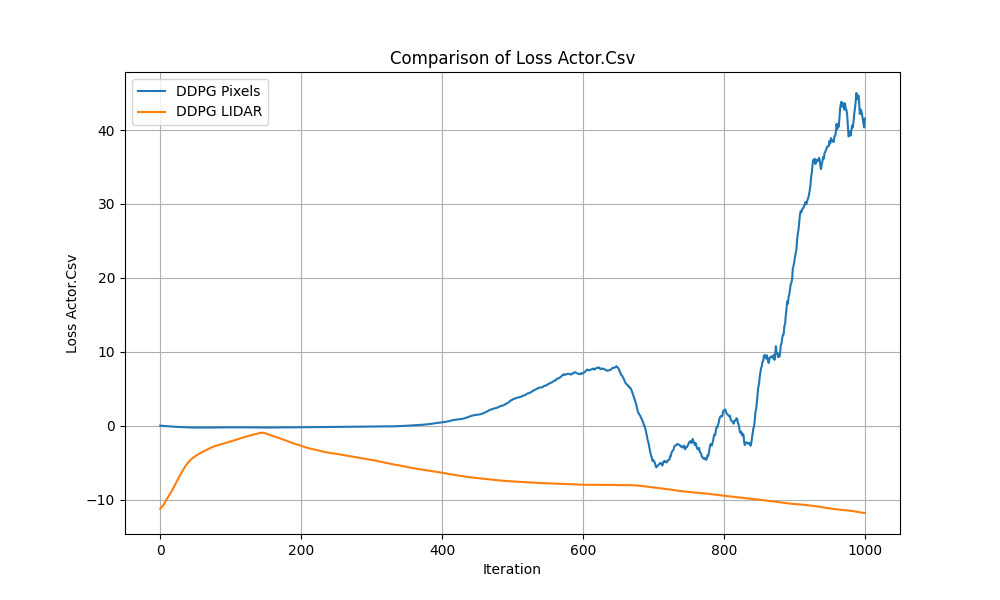 Comparison of Loss Actor.Csv
DDPG Pixels
DDPG LIDAR
Loss Actor.Csv
40
30
20
10
0
−10
0 200 400 600 800 1000
Iteration